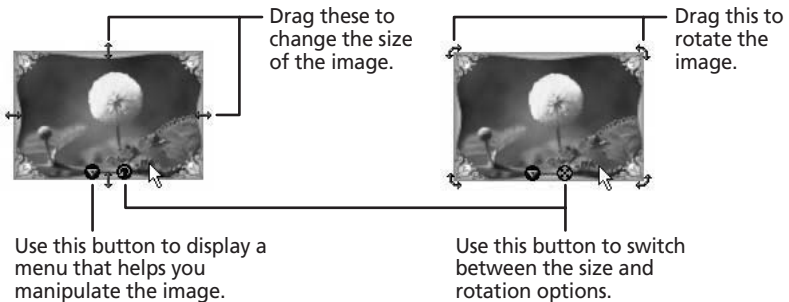 Drag these to
change the size
of the image.
Drag this to
rotate the
image.
Use this button to display a
menu that helps you
manipulate the image.
Use this button to switch
between the size and
rotation options.